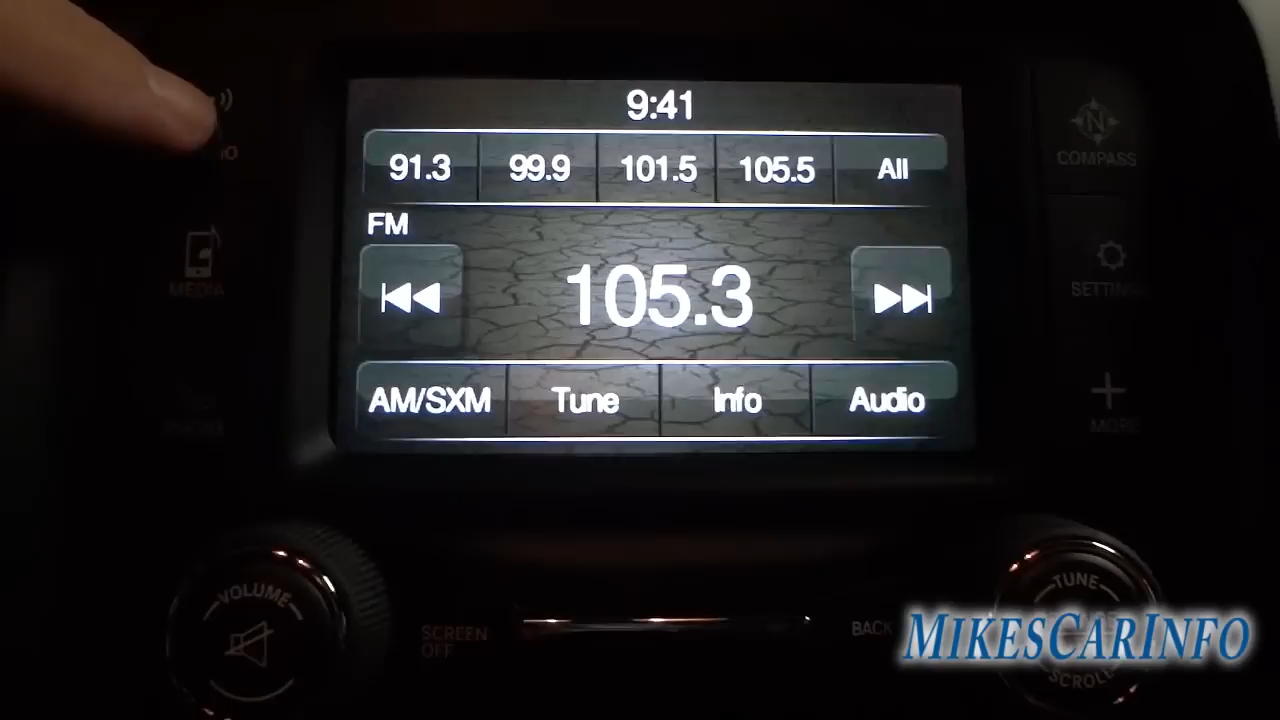 9:41
91.3 99.9 101.5 105.5 All
FM
105.3
AM/SXM Tune Info Audio
COMPASS
MEDIA
SETTINGS
MORE
VOLUME
SCREEN
OFF
BACK
TUNE
SCROLL
MIKESCARINFO